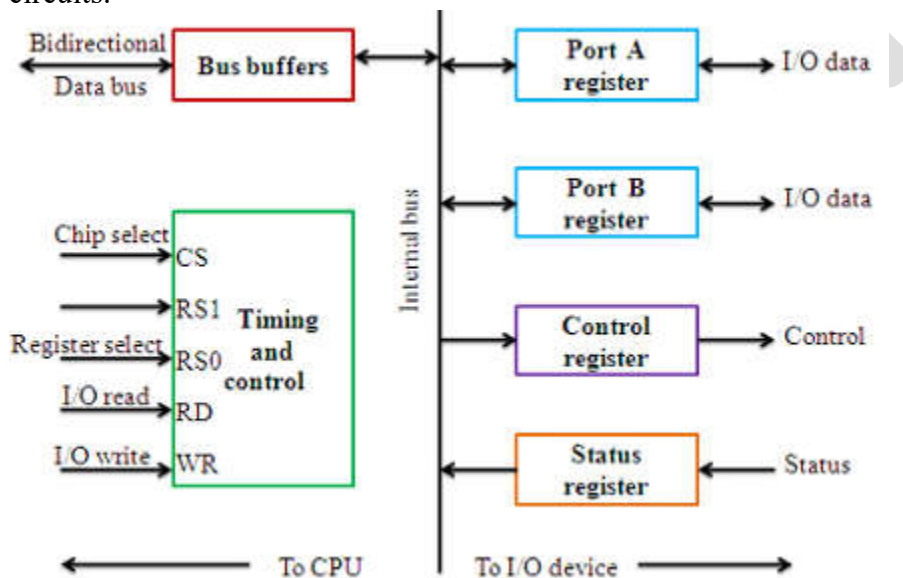 circuits.
Bidirectional
Data bus
Bus buffers
Port A
register
I/O data
Port B
register
I/O data
Internal bus
Chip select
CS
RS1
Register select
RS0
I/O read
RD
I/O write
WR
Timing
and
control
Control
register
Control
Status
register
Status
To CPU
To I/O device